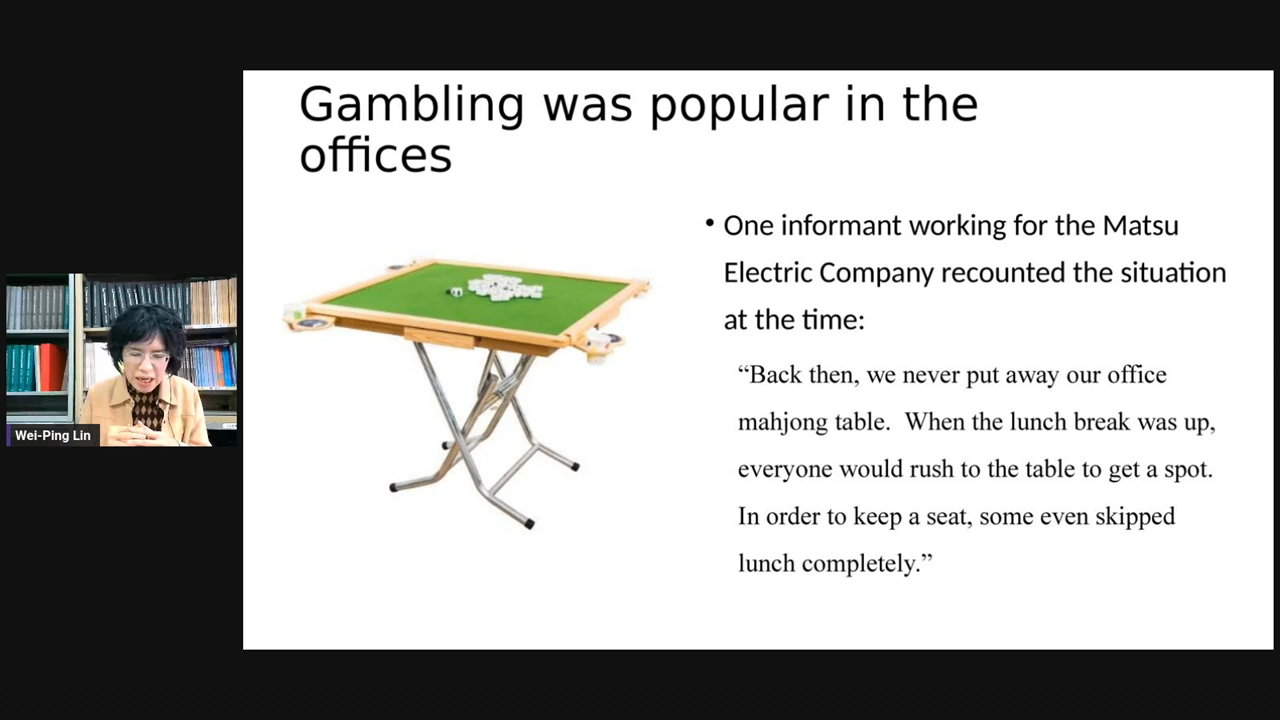 Gambling was popular in the
offices
• One informant working for the Matsu
Electric Company recounted the situation
at the time:
“Back then, we never put away our office
mahjong table.  When the lunch break was up,
everyone would rush to the table to get a spot.
In order to keep a seat, some even skipped
lunch completely.”
Wei-Ping Lin